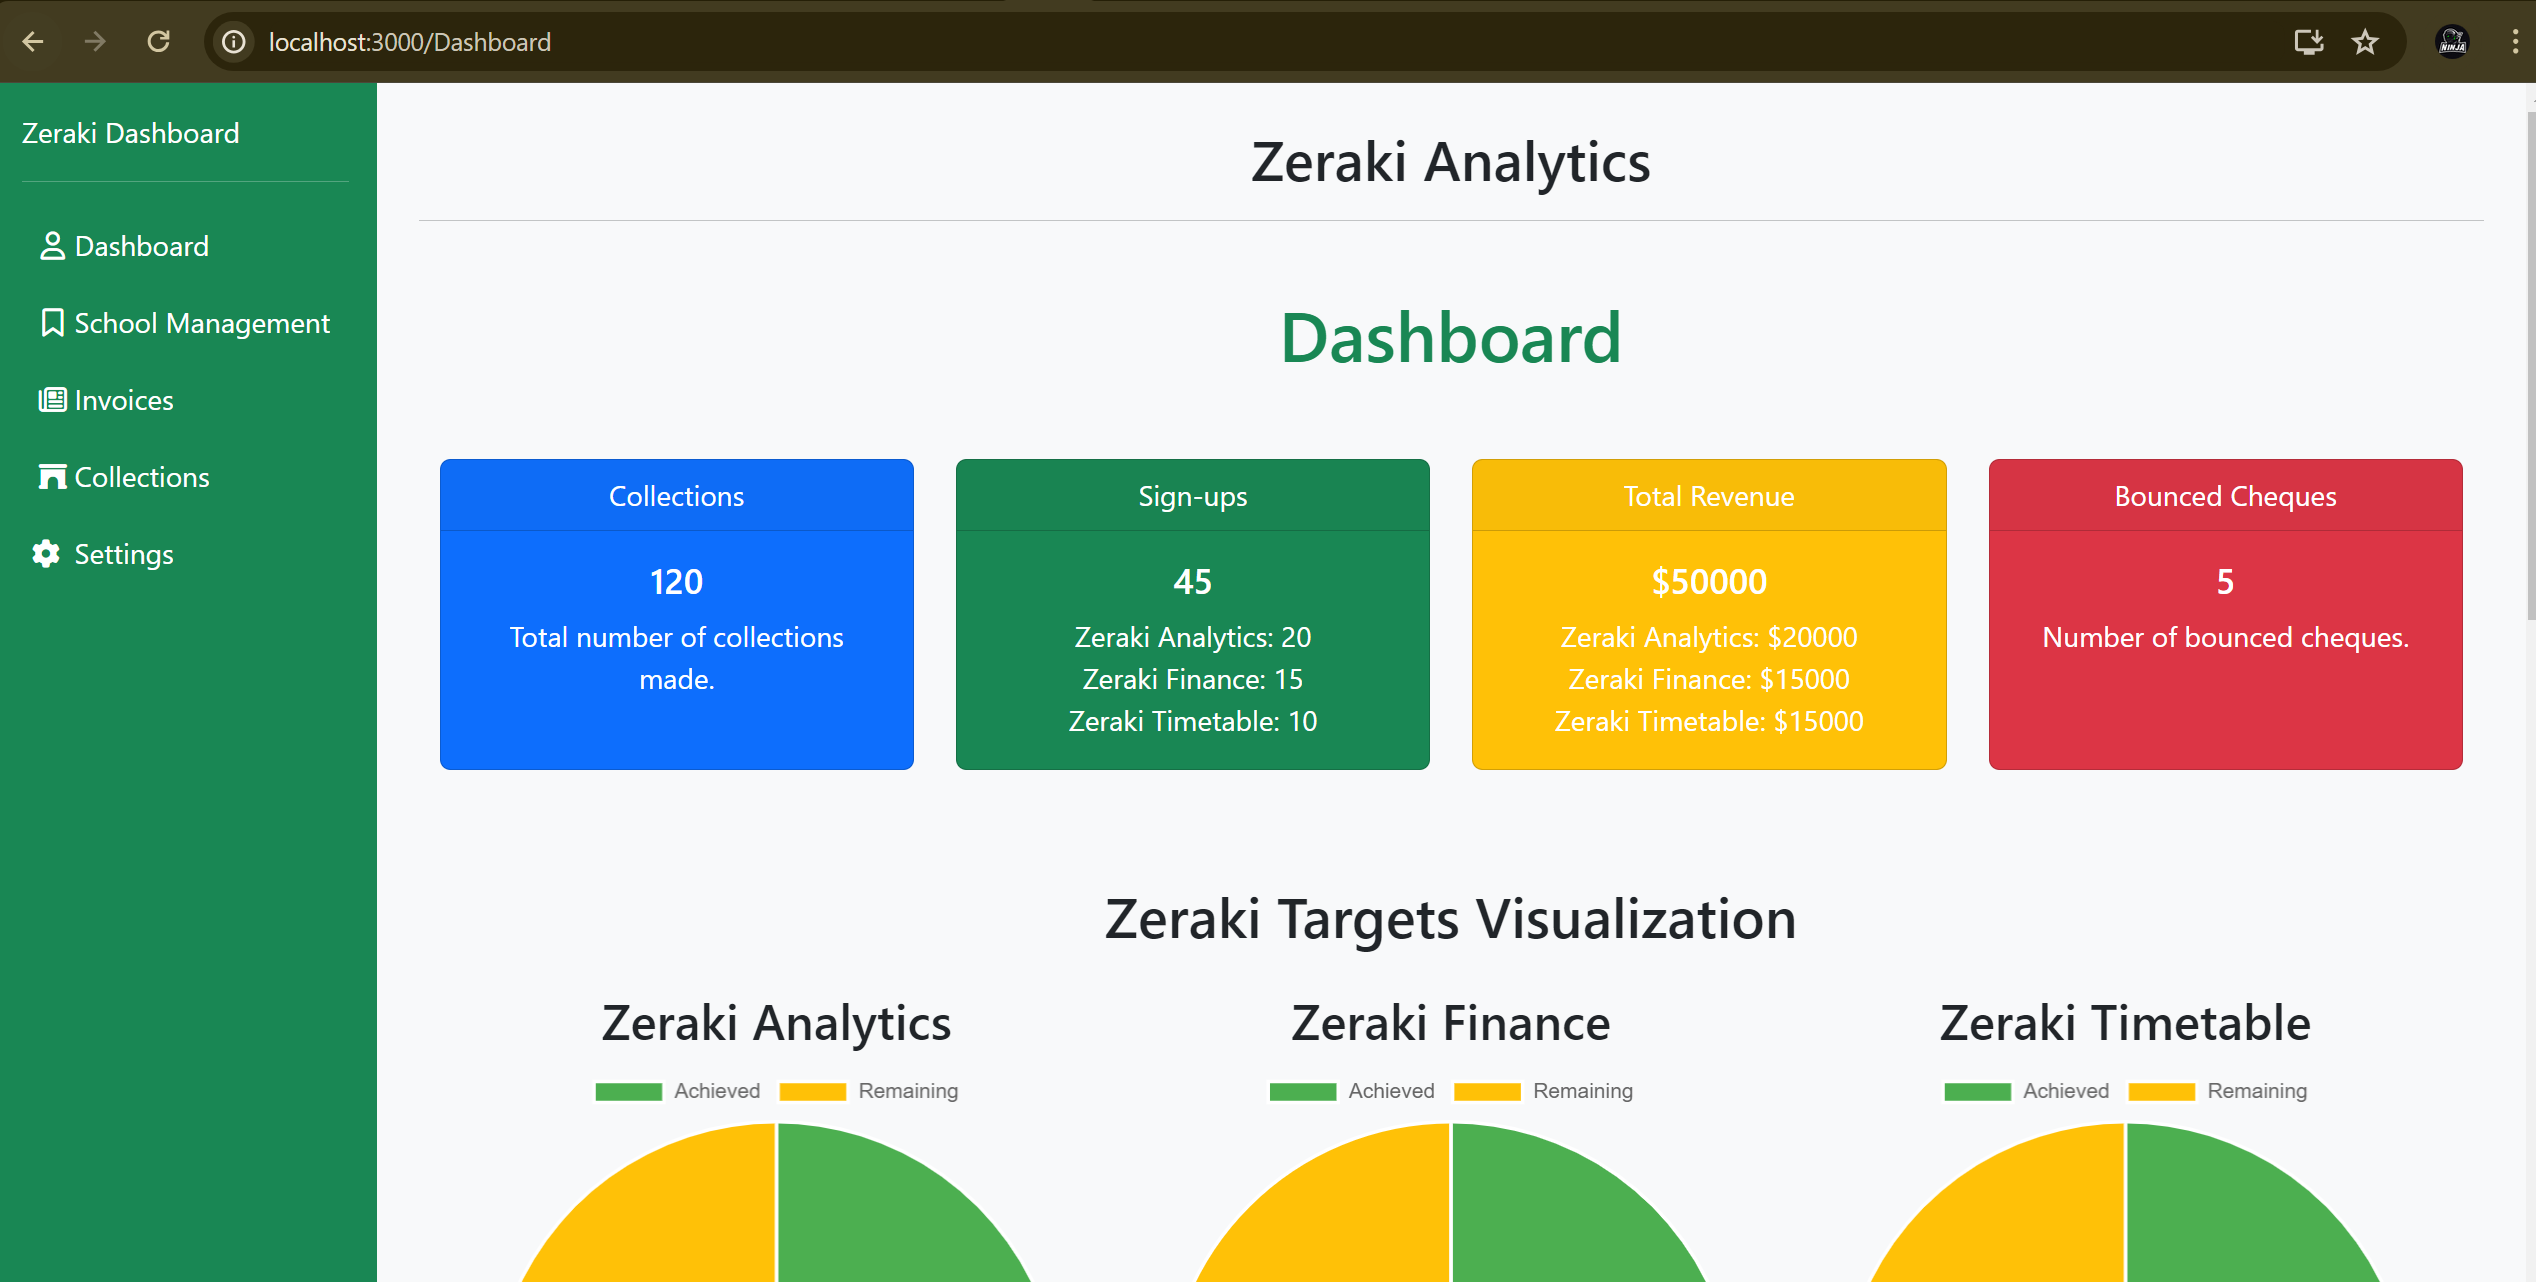 localhost:3000/Dashboard
NINJA
Zeraki Dashboard
Dashboard
School Management
Invoices
Collections
Settings
Zeraki Analytics
Dashboard
Collections
120
Total number of collections
made.
Sign-ups
45
Zeraki Analytics: 20
Zeraki Finance: 15
Zeraki Timetable: 10
Total Revenue
$50000
Zeraki Analytics: $20000
Zeraki Finance: $15000
Zeraki Timetable: $15000
Bounced Cheques
5
Number of bounced cheques.
Zeraki Targets Visualization
Zeraki Analytics
Achieved Remaining
Zeraki Finance
Achieved Remaining
Zeraki Timetable
Achieved Remaining